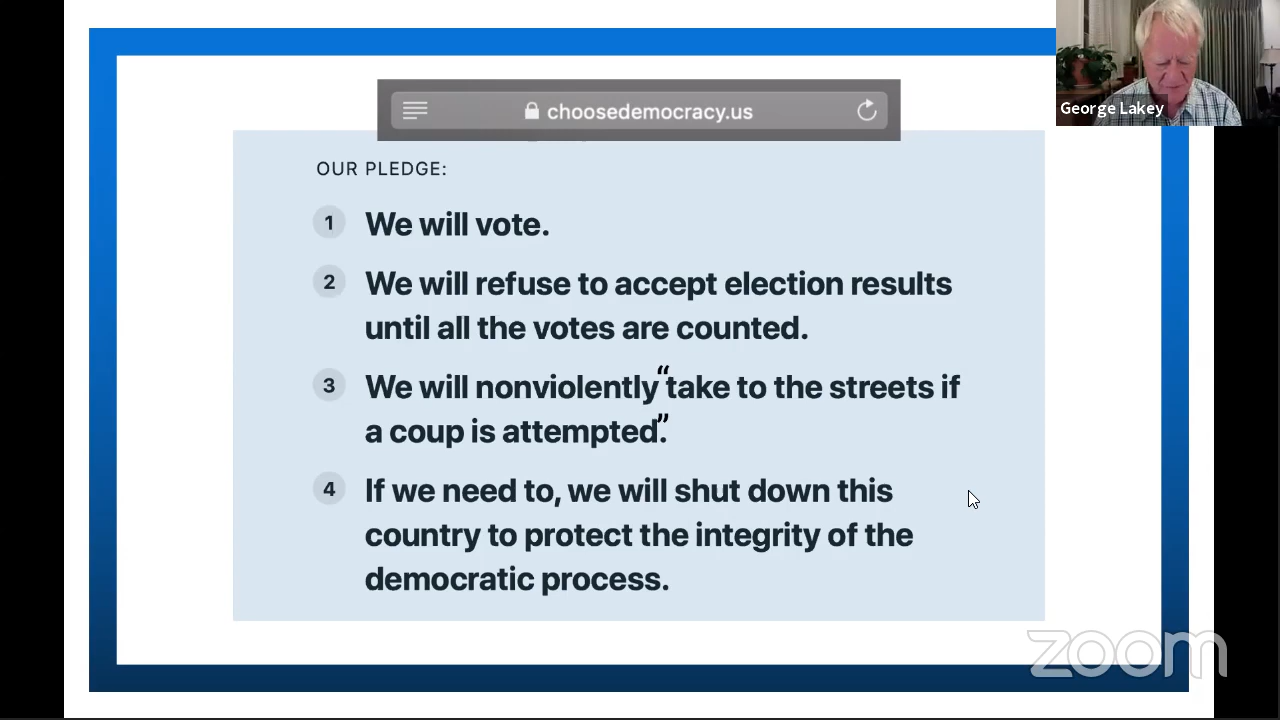 choosedemocracy.us
George Lakey
OUR PLEDGE:
1 We will vote.
2 We will refuse to accept election results
until all the votes are counted.
3 We will nonviolently “take to the streets if
a coup is attempted.”
4 If we need to, we will shut down this
country to protect the integrity of the
democratic process.
zoom